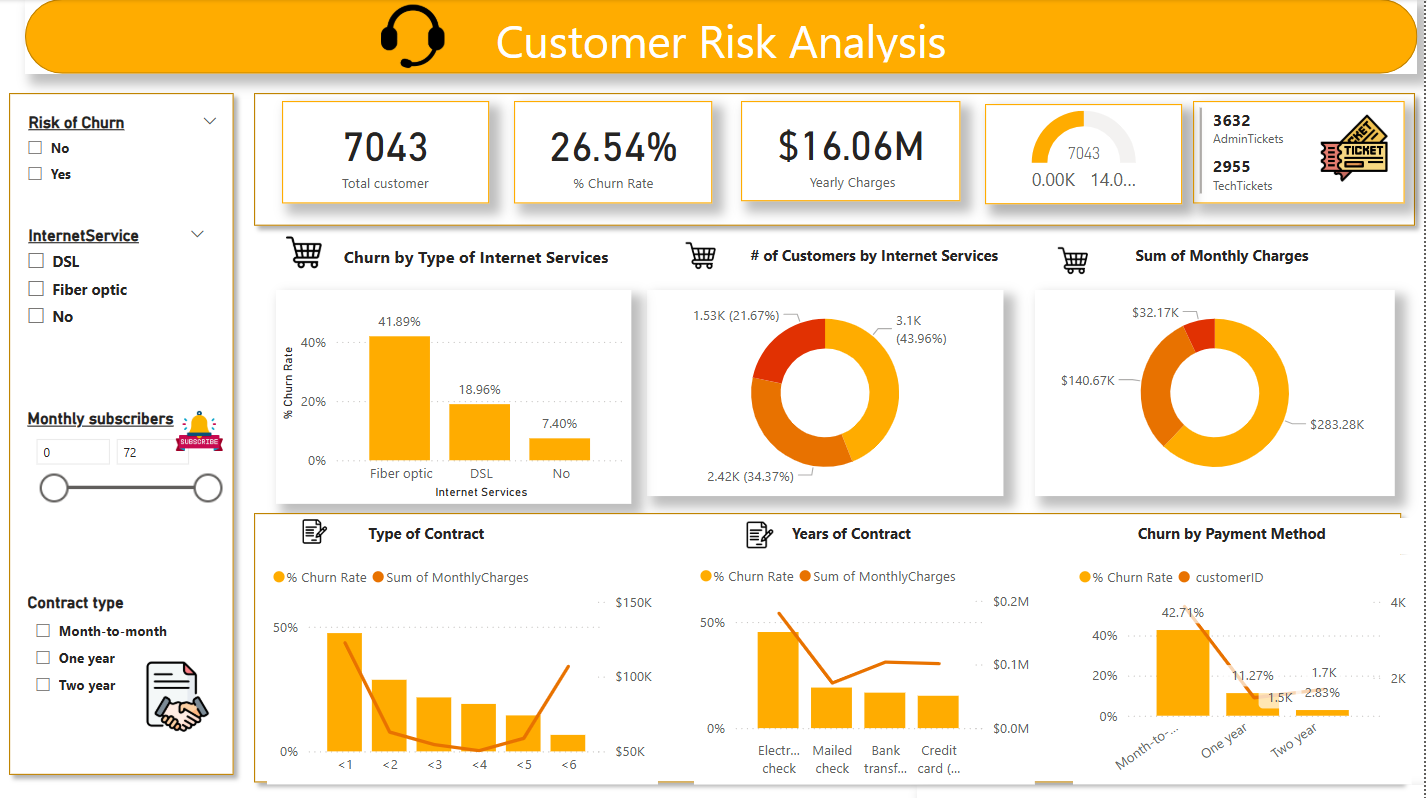 Customer Risk Analysis
Risk of Churn
No
Yes
InternetService
DSL
Fiber optic
No
Monthly subscribers
SUBSCRIBE
0
72
Contract type
Month-to-month
One year
Two year
7043
Total customer
26.54%
% Churn Rate
$16.06M
Yearly Charges
7043
0.00K 14.0...
3632
AdminTickets
2955
TechTickets
TICKET
TICKET
Churn by Type of Internet Services
% Churn Rate
40%
20%
0%
41.89%
18.96%
7.40%
Fiber optic DSL No
Internet Services
# of Customers by Internet Services
1.53K (21.67%)
3.1K
(43.96%)
2.42K (34.37%)
Sum of Monthly Charges
$32.17K
$140.67K
$283.28K
Type of Contract
% Churn Rate Sum of MonthlyCharges
50%
0%
$150K
$100K
$50K
<1 <2 <3 <4 <5 <6
Years of Contract
% Churn Rate Sum of MonthlyCharges
50%
0%
$0.2M
$0.1M
$0.0M
Electr...
check
Mailed
check
Bank
transf...
Credit
card (...
Churn by Payment Method
% Churn Rate customerID
40%
20%
0%
4K
2K
42.71%
11.27%
1.5K
1.7K
2.83%
Month-to-...
One year
Two year